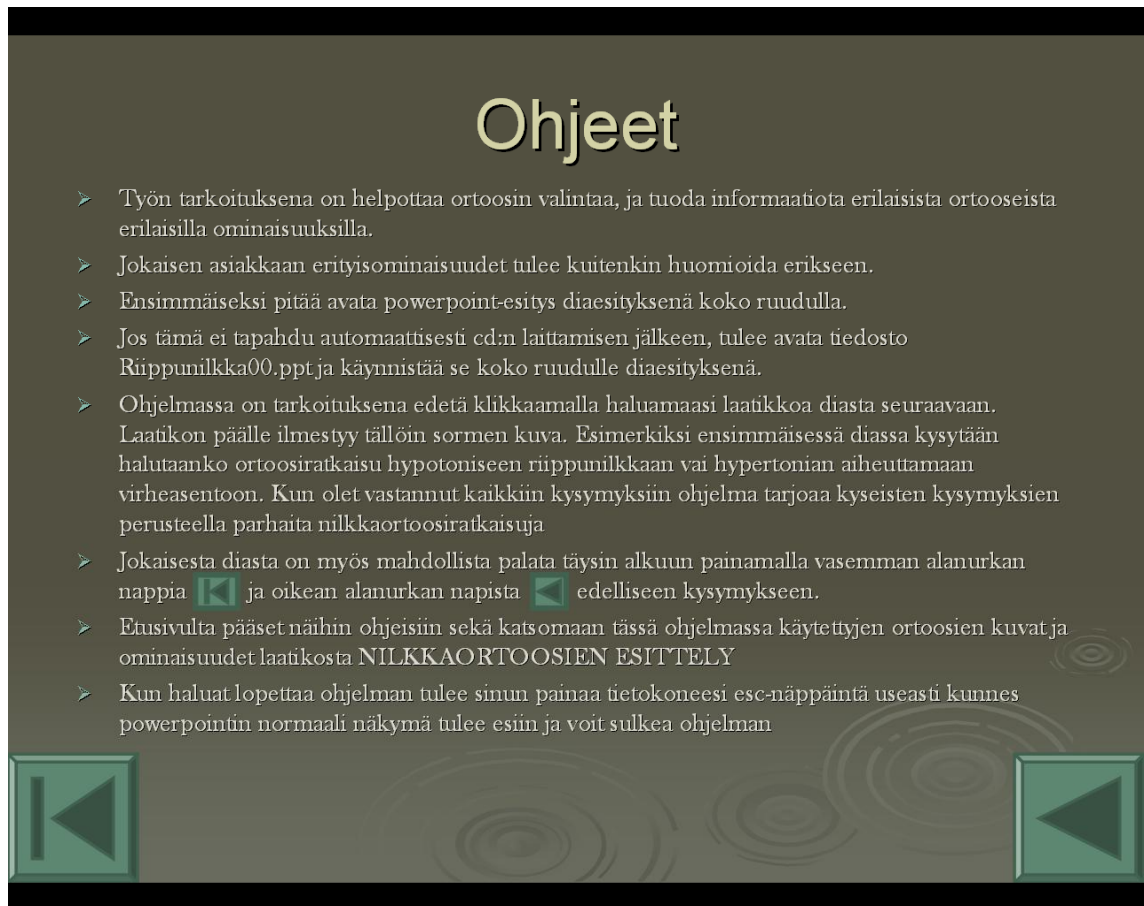 Ohjeet
Työn tarkoituksena on helpottaa ortoosin valintaa, ja tuoda informaatiota erilaisista ortooseista
erilaisilla ominaisuuksilla.
Jokaisen asiakkaan erityisominaisuudet tulee kuitenkin huomioida erikseen.
Ensimmäiseksi pitää avata powerpoint-esitys diaesityksenä koko ruudulla.
Jos tämä ei tapahdu automaattisesti cd:n laittamisen jälkeen, tulee avata tiedosto
Riippunilkka00.ppt ja käynnistää se koko ruudulle diaesityksenä.
Ohjelmassa on tarkoituksena edetä klikkaamalla haluamaasi laatikkoa diasta seuraavaan.
Laatikon päälle ilmestyy tällöin sormen kuva. Esimerkiksi ensimmäisessä diassa kysytään
halutaanko ortoosiratkaisu hypotoniseen riippunilkkaan vai hypertonian aiheuttamaan
virheasentoon. Kun olet vastannut kaikkiin kysymyksiin ohjelma tarjoaa kyseisten kysymyksien
perusteella parhaita nilkkaortoosiratkaisuja
Jokaisesta diasta on myös mahdollista palata täysin alkuun painamalla vasemman alanurkan
nappia ja oikean alanurkan napista edelliseen kysymykseen.
Etusivulta pääset näihin ohjeisiin sekä katsomaan tässä ohjelmassa käytettyjen ortoosien kuvat ja
ominaisuudet laatikosta NILKKAORTOOSIEN ESITTELY
Kun haluat lopettaa ohjelman tulee sinun painaa tietokoneesi esc-näppäintä useasti kunnes
powerpointin normaali näkymä tulee esiin ja voit sulkea ohjelman